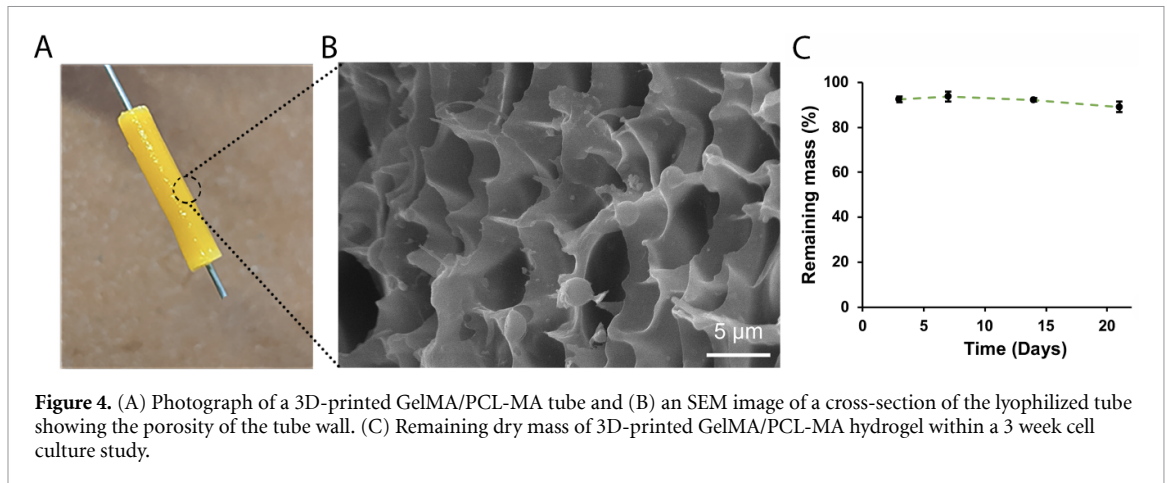 A
B
C
5 µm
100
80
60
40
20
0
Remaining mass (%)
0 5 10 15 20
Time (Days)
Figure 4. (A) Photograph of a 3D-printed GelMA/PCL-MA tube and (B) an SEM image of a cross-section of the lyophilized tube
showing the porosity of the tube wall. (C) Remaining dry mass of 3D-printed GelMA/PCL-MA hydrogel within a 3 week cell
culture study.